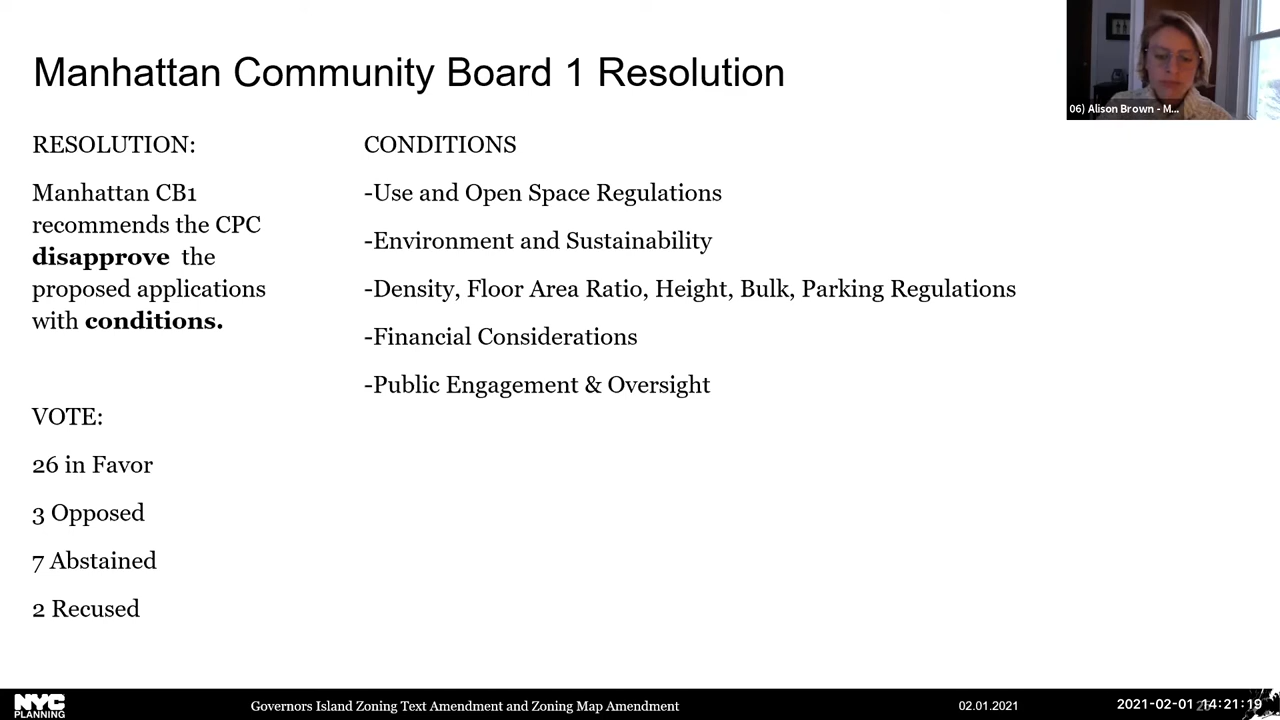 Manhattan Community Board 1 Resolution
06) Alison Brown - M...
RESOLUTION:
Manhattan CB1
recommends the CPC
disapprove the
proposed applications
with conditions.
VOTE:
26 in Favor
3 Opposed
7 Abstained
2 Recused
CONDITIONS
-Use and Open Space Regulations
-Environment and Sustainability
-Density, Floor Area Ratio, Height, Bulk, Parking Regulations
-Financial Considerations
-Public Engagement & Oversight
NYC
PLANNING
Governors Island Zoning Text Amendment and Zoning Map Amendment
02.01.2021
2021-02-01 14:21:19